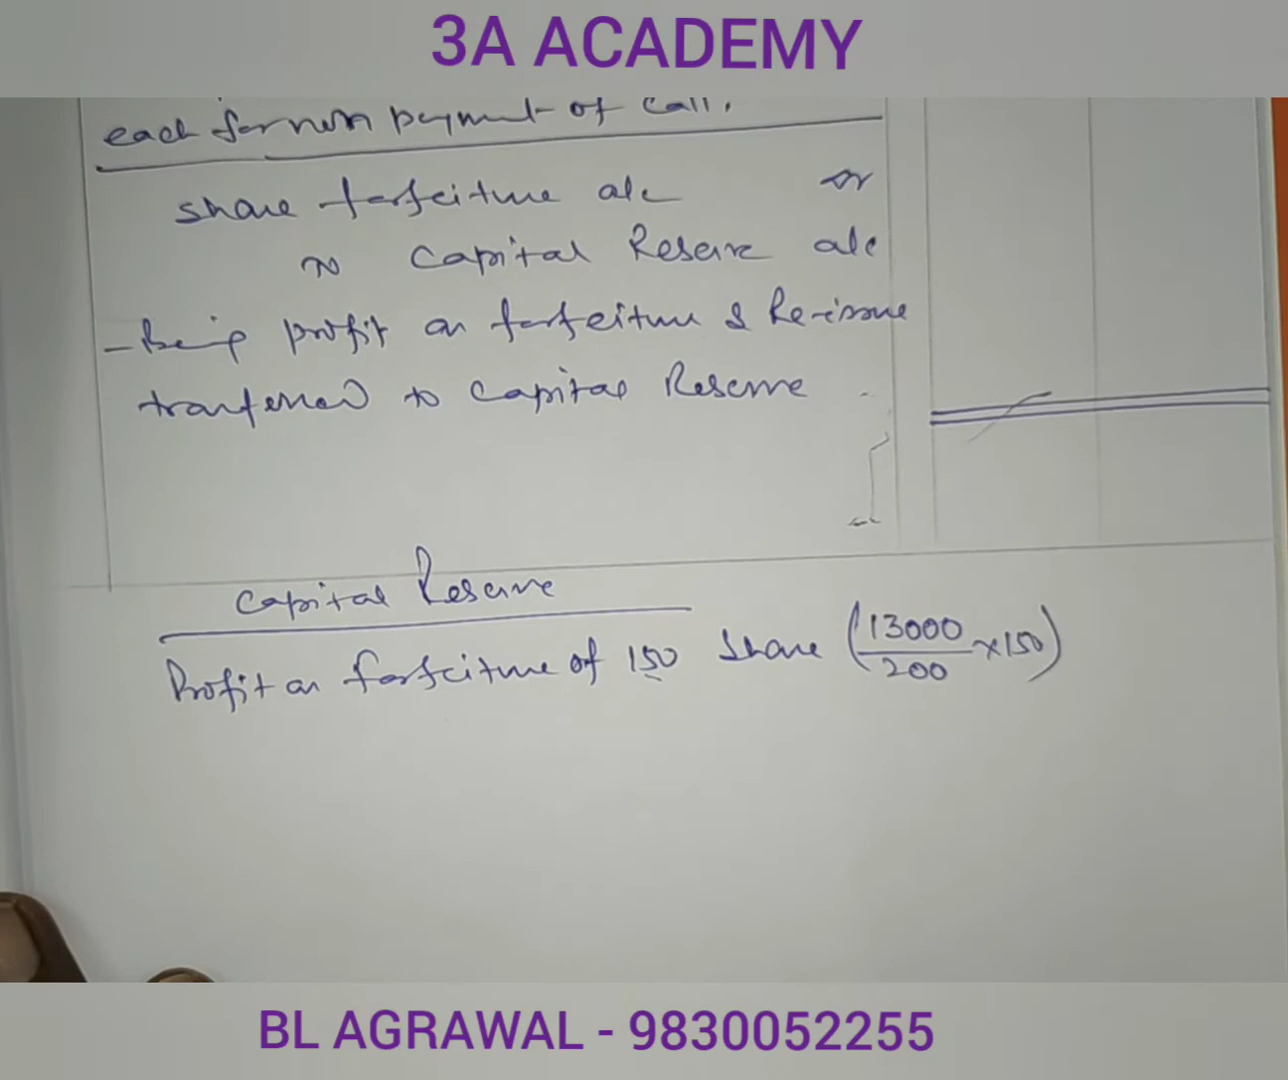 3A ACADEMY
each for non payment of call.
share forfeiture a/c Dr
To Capital Reserve a/c
- Being profit on forfeiture & Re-issue
transferred to Capital Reserve
Capital Reserve
Profit on forfeiture of 150 share (13000/200 x 150)
BL AGRAWAL - 9830052255